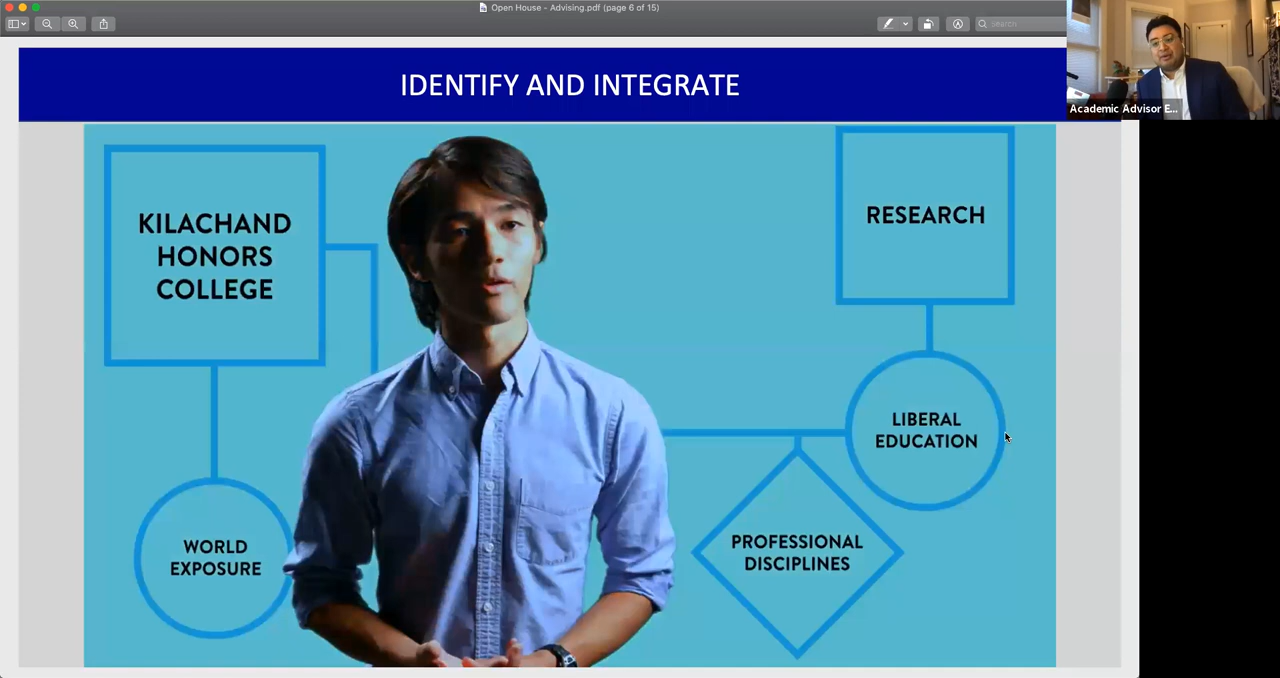 Open House - Advising.pdf (page 6 of 15)
Search
Academic Advisor E...
IDENTIFY AND INTEGRATE
KILACHAND
HONORS
COLLEGE
RESEARCH
LIBERAL
EDUCATION
WORLD
EXPOSURE
PROFESSIONAL
DISCIPLINES